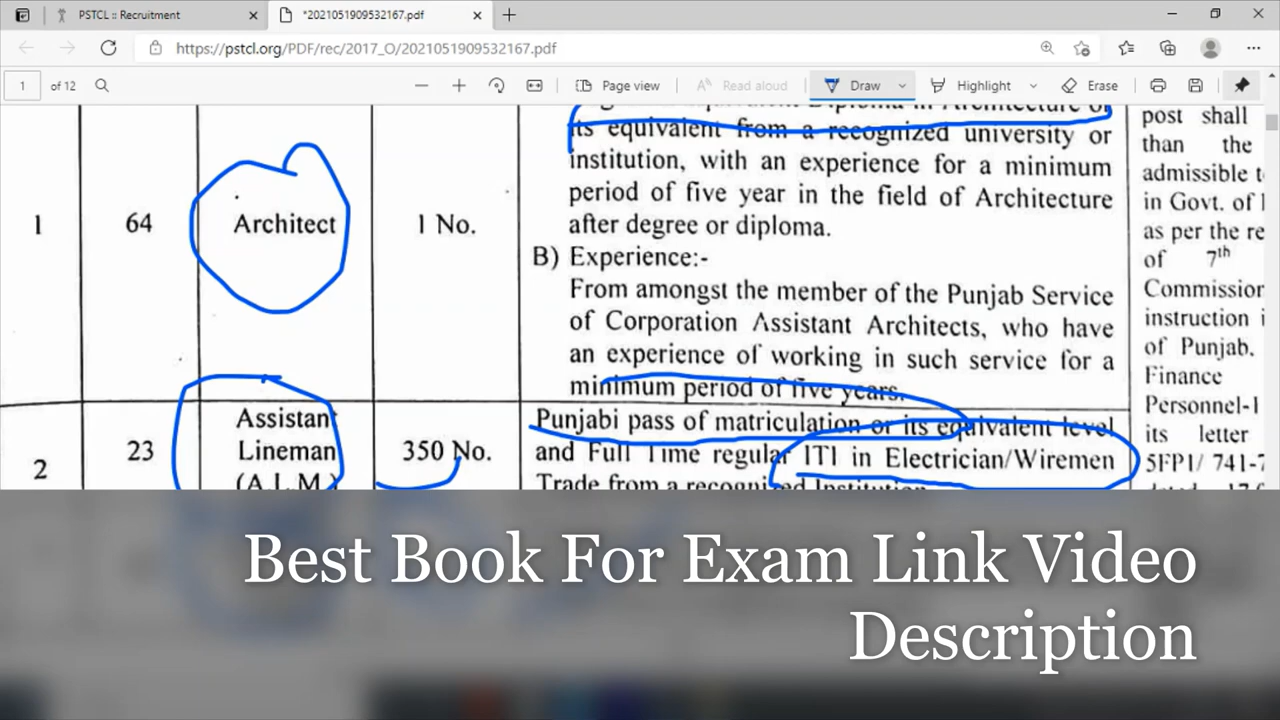 PSTCL :: Recruitment
*2021051909532167.pdf
https://pstcl.org/PDF/rec/2017_O/2021051909532167.pdf
1 of 12
Page view
Read aloud
Draw
Highlight
Erase
its equivalent from a recognized university or
institution, with an experience for a minimum
period of five year in the field of Architecture
after degree or diploma.
1 64 Architect 1 No.
B) Experience:-
From amongst the member of the Punjab Service
of Corporation Assistant Architects, who have
an experience of working in such service for a
minimum period of five years.
post shall
than the
admissible t
in Govt. of
as per the re
of 7th
Commission
instruction i
of Punjab.
Finance
Personnel-1
its letter
5FP1/ 741-7
2 23 Assistant
Lineman
(A.L.M.)
350 No.
Punjabi pass of matriculation or its equivalent level
and Full Time regular ITI in Electrician/Wiremen
Trade from a recognized Institution
Best Book For Exam Link Video
Description